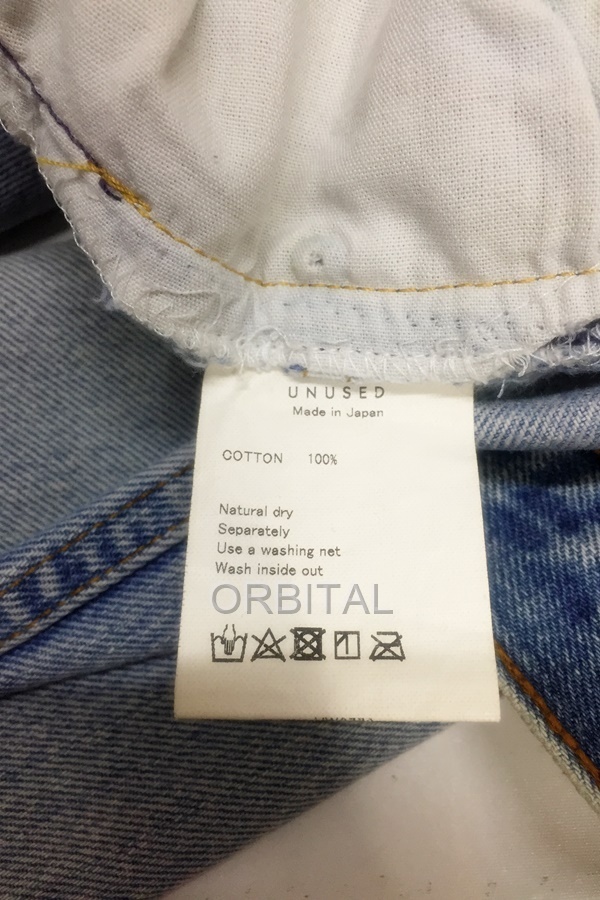 UNUSED
Made in Japan
COTTON 100%
Natural dry
Separately
Use a washing net
Wash inside out
ORBITAL